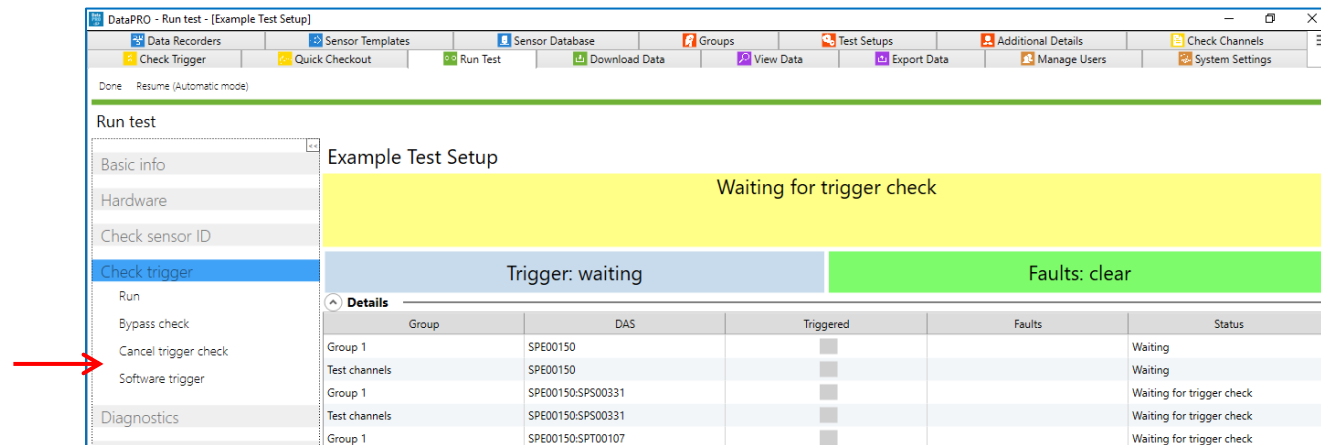 DataPRO - Run test - [Example Test Setup]
Data Recorders Sensor Templates Sensor Database Groups Test Setups Additional Details Check Channels
Check Trigger Quick Checkout Run Test Download Data View Data Export Data Manage Users System Settings
Done Resume (Automatic mode)
Run test
<<
Basic info
Hardware
Check sensor ID
Check trigger
Run
Bypass check
Cancel trigger check
Software trigger
Diagnostics
Example Test Setup
Waiting for trigger check
Trigger: waiting Faults: clear
Details
Group DAS Triggered Faults Status
Group 1 SPE00150 Waiting
Test channels SPE00150 Waiting
Group 1 SPE00150:SPS00331 Waiting for trigger check
Test channels SPE00150:SPS00331 Waiting for trigger check
Group 1 SPE00150:SPT00107 Waiting for trigger check